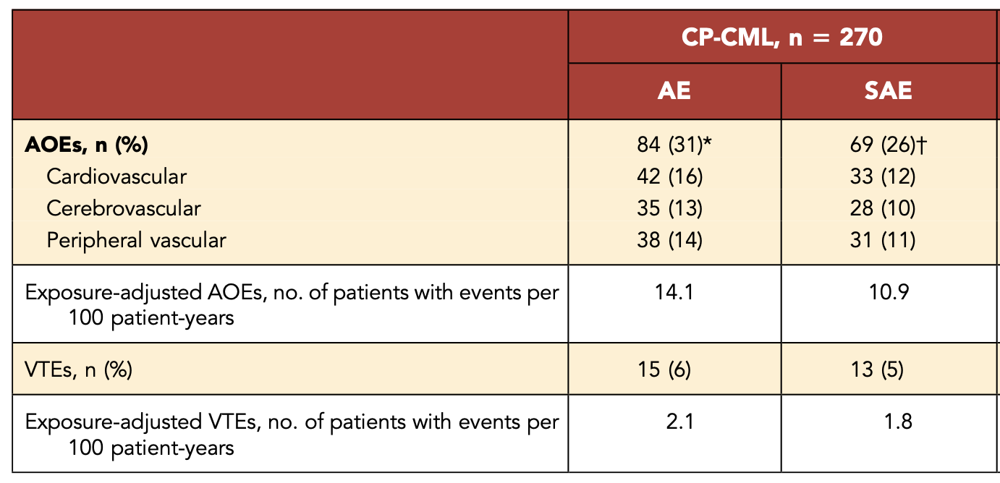 CP-CML, n = 270
AE SAE
AOEs, n (%) 84 (31)* 69 (26)†
Cardiovascular 42 (16) 33 (12)
Cerebrovascular 35 (13) 28 (10)
Peripheral vascular 38 (14) 31 (11)
Exposure-adjusted AOEs, no. of patients with events per 14.1 10.9
100 patient-years
VTEs, n (%) 15 (6) 13 (5)
Exposure-adjusted VTEs, no. of patients with events per 2.1 1.8
100 patient-years